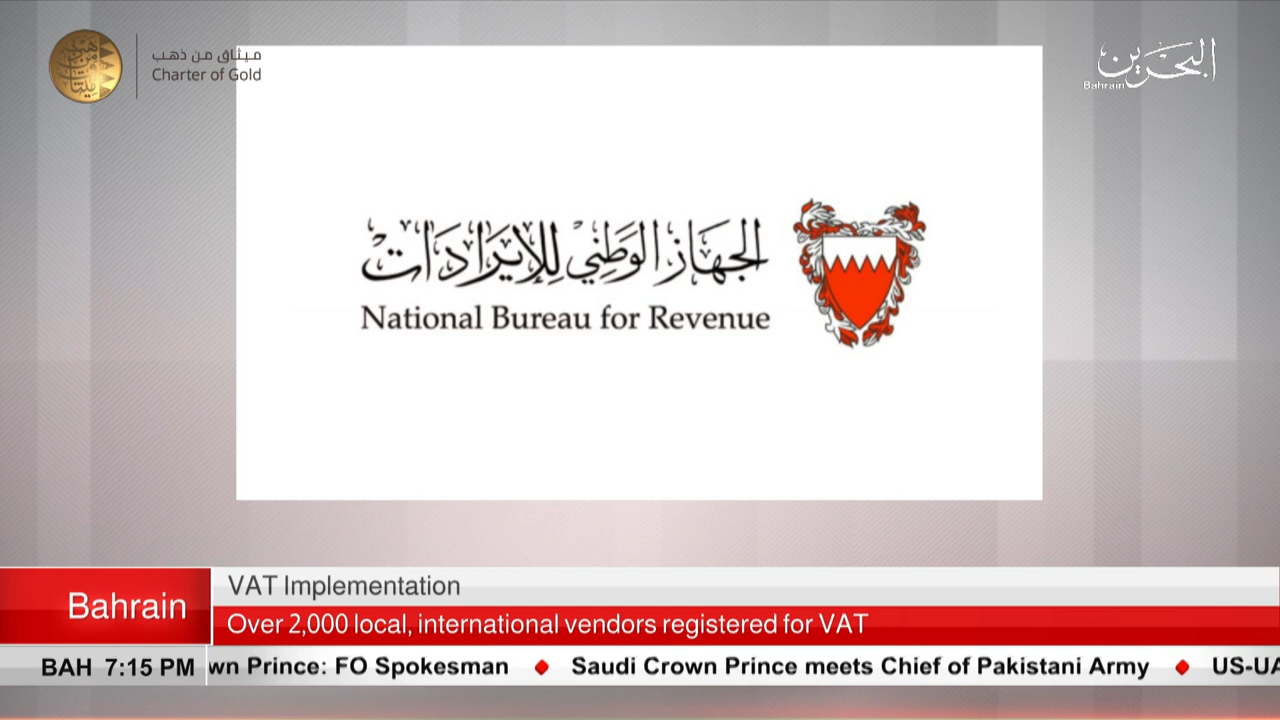 ميثاق من ذهب
Charter of Gold
البحرين
Bahrain
الجهاز الوطني للإيرادات
National Bureau for Revenue
VAT Implementation
Bahrain
Over 2,000 local, international vendors registered for VAT
BAH 7:15 PM wn Prince: FO Spokesman ♦ Saudi Crown Prince meets Chief of Pakistani Army ♦ US-UA